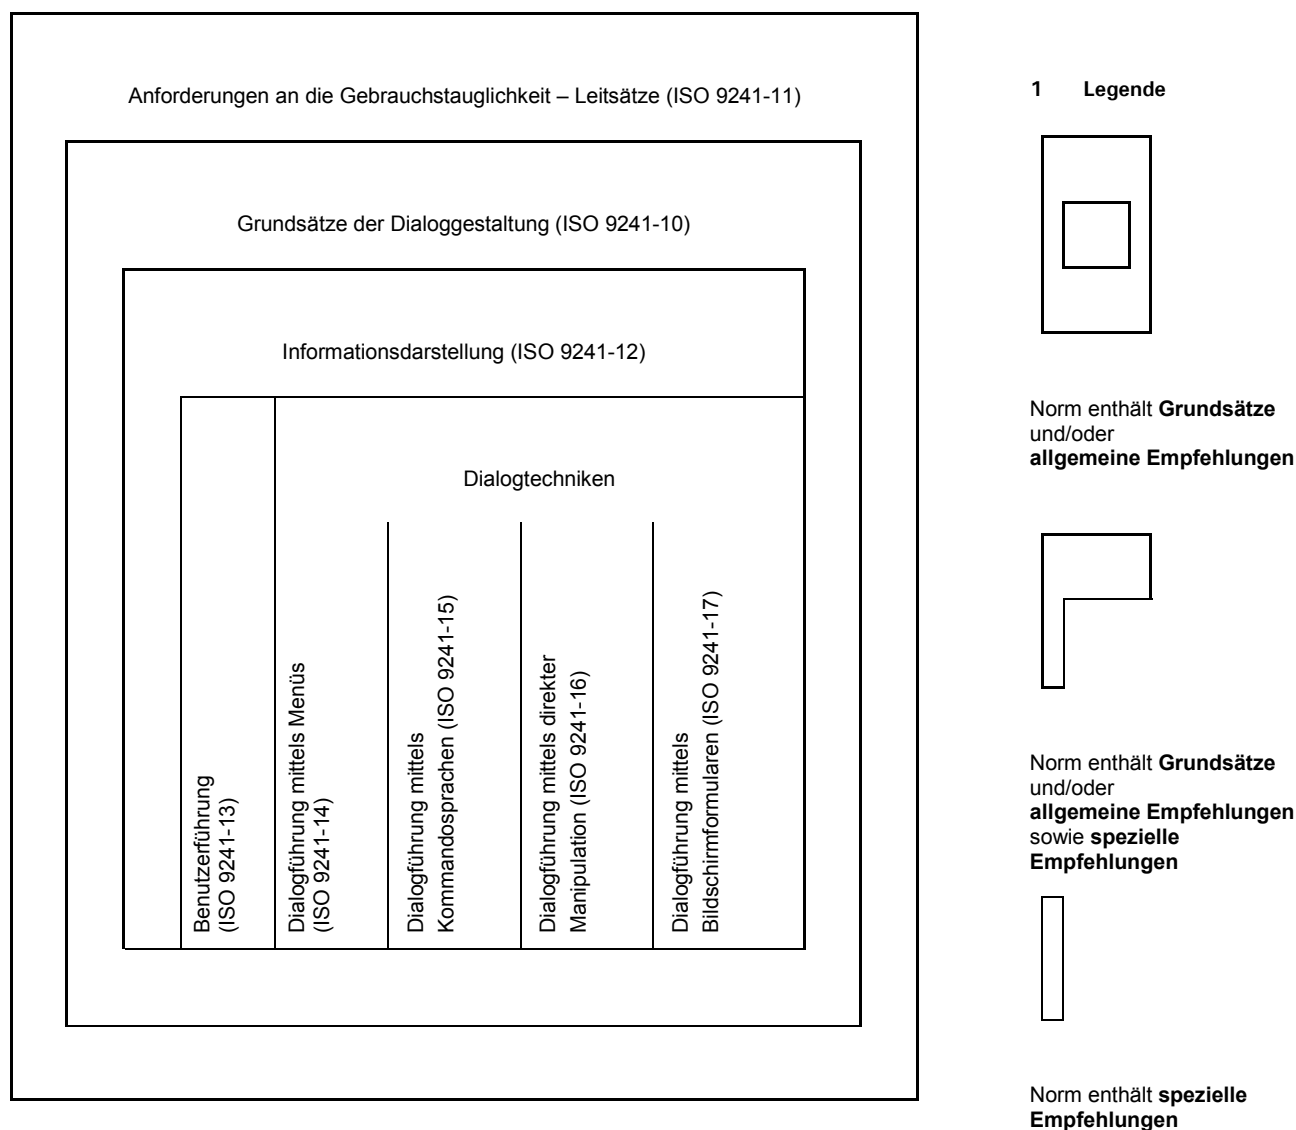 Anforderungen an die Gebrauchstauglichkeit – Leitsätze (ISO 9241-11)
Grundsätze der Dialoggestaltung (ISO 9241-10)
Informationsdarstellung (ISO 9241-12)
Dialogtechniken
Benutzerführung
(ISO 9241-13)
Dialogführung mittels Menüs
(ISO 9241-14)
Dialogführung mittels
Kommandosprachen (ISO 9241-15)
Dialogführung mittels direkter
Manipulation (ISO 9241-16)
Dialogführung mittels
Bildschirmformularen (ISO 9241-17)
1 Legende
Norm enthält Grundsätze
und/oder
allgemeine Empfehlungen
Norm enthält Grundsätze
und/oder
allgemeine Empfehlungen
sowie spezielle
Empfehlungen
Norm enthält spezielle
Empfehlungen